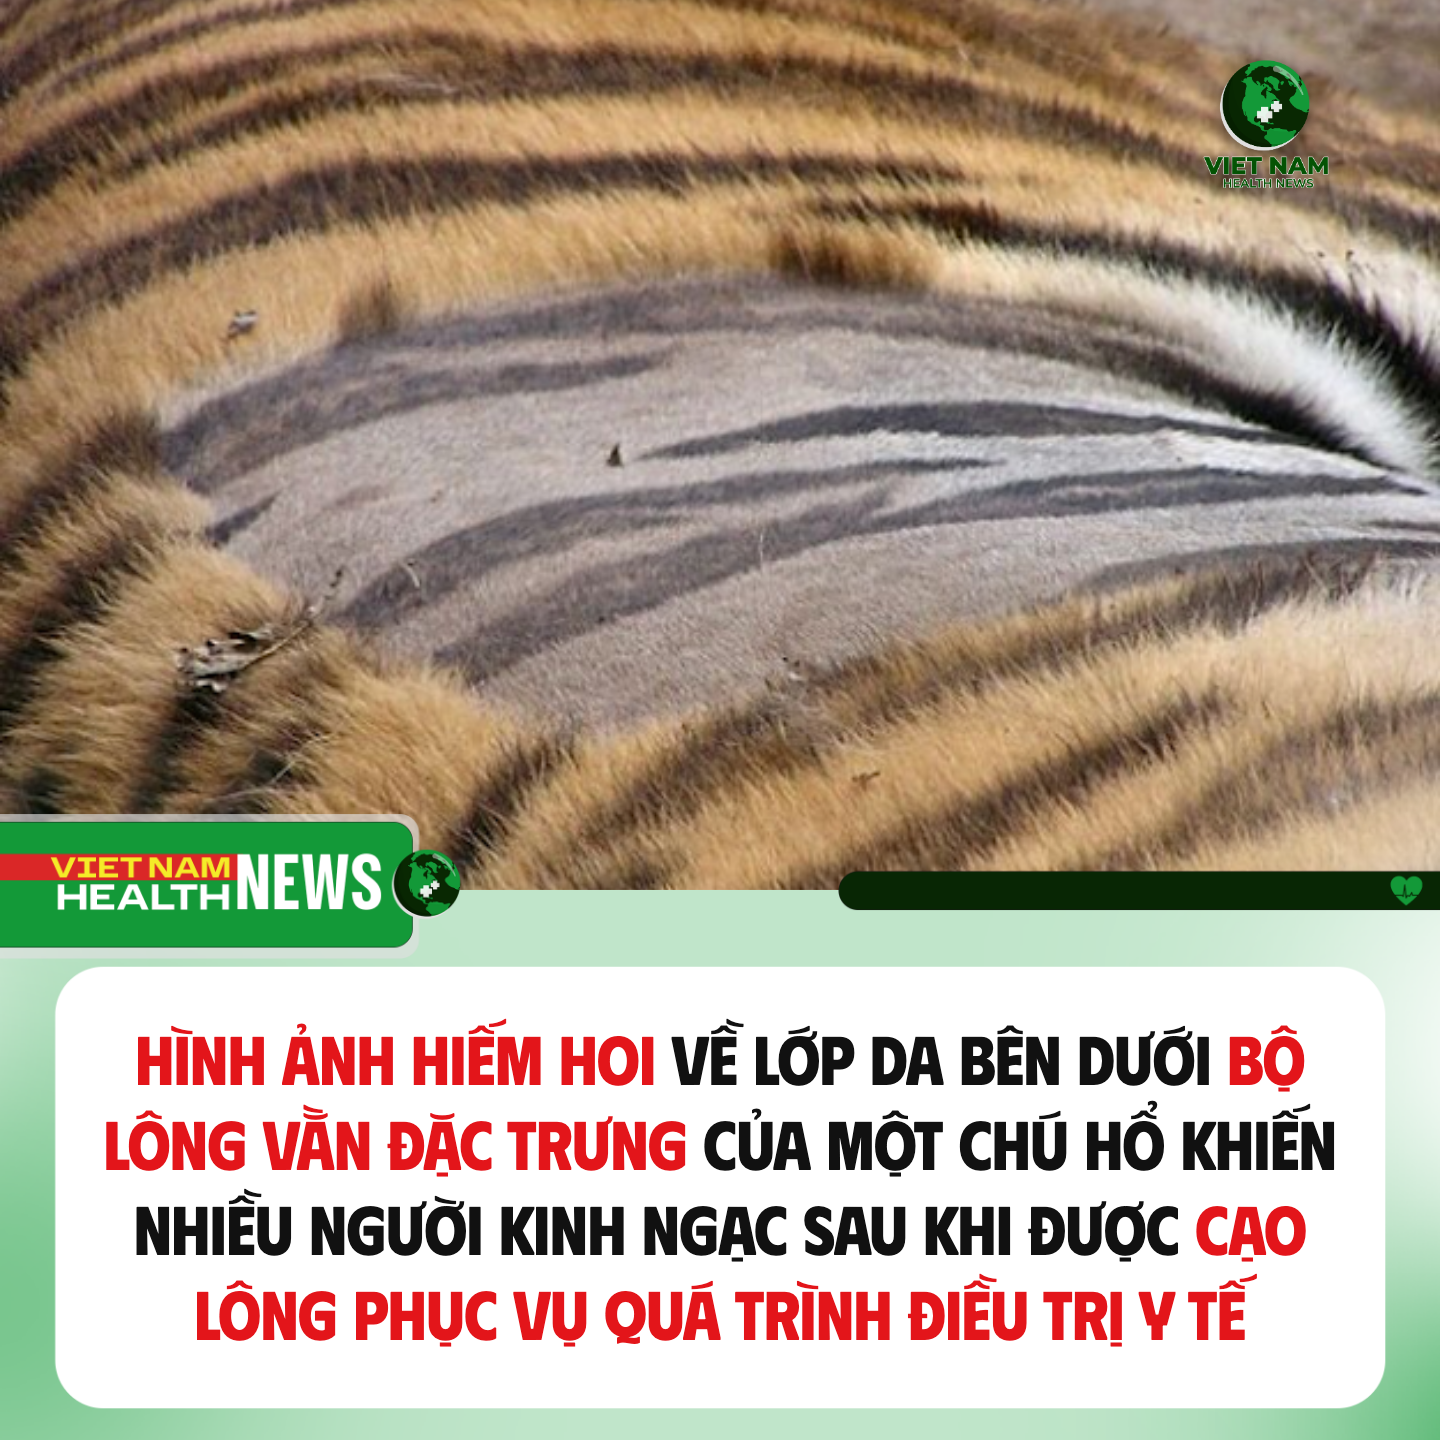 VIET NAM
HEALTH NEWS
VIET NAM
HEALTH NEWS
HÌNH ẢNH HIẾM HOI VỀ LỚP DA BÊN DƯỚI BỘ
LÔNG VẰN ĐẶC TRƯNG CỦA MỘT CHÚ HỔ KHIẾN
NHIỀU NGƯỜI KINH NGẠC SAU KHI ĐƯỢC CẠO
LÔNG PHỤC VỤ QUÁ TRÌNH ĐIỀU TRỊ Y TẾ